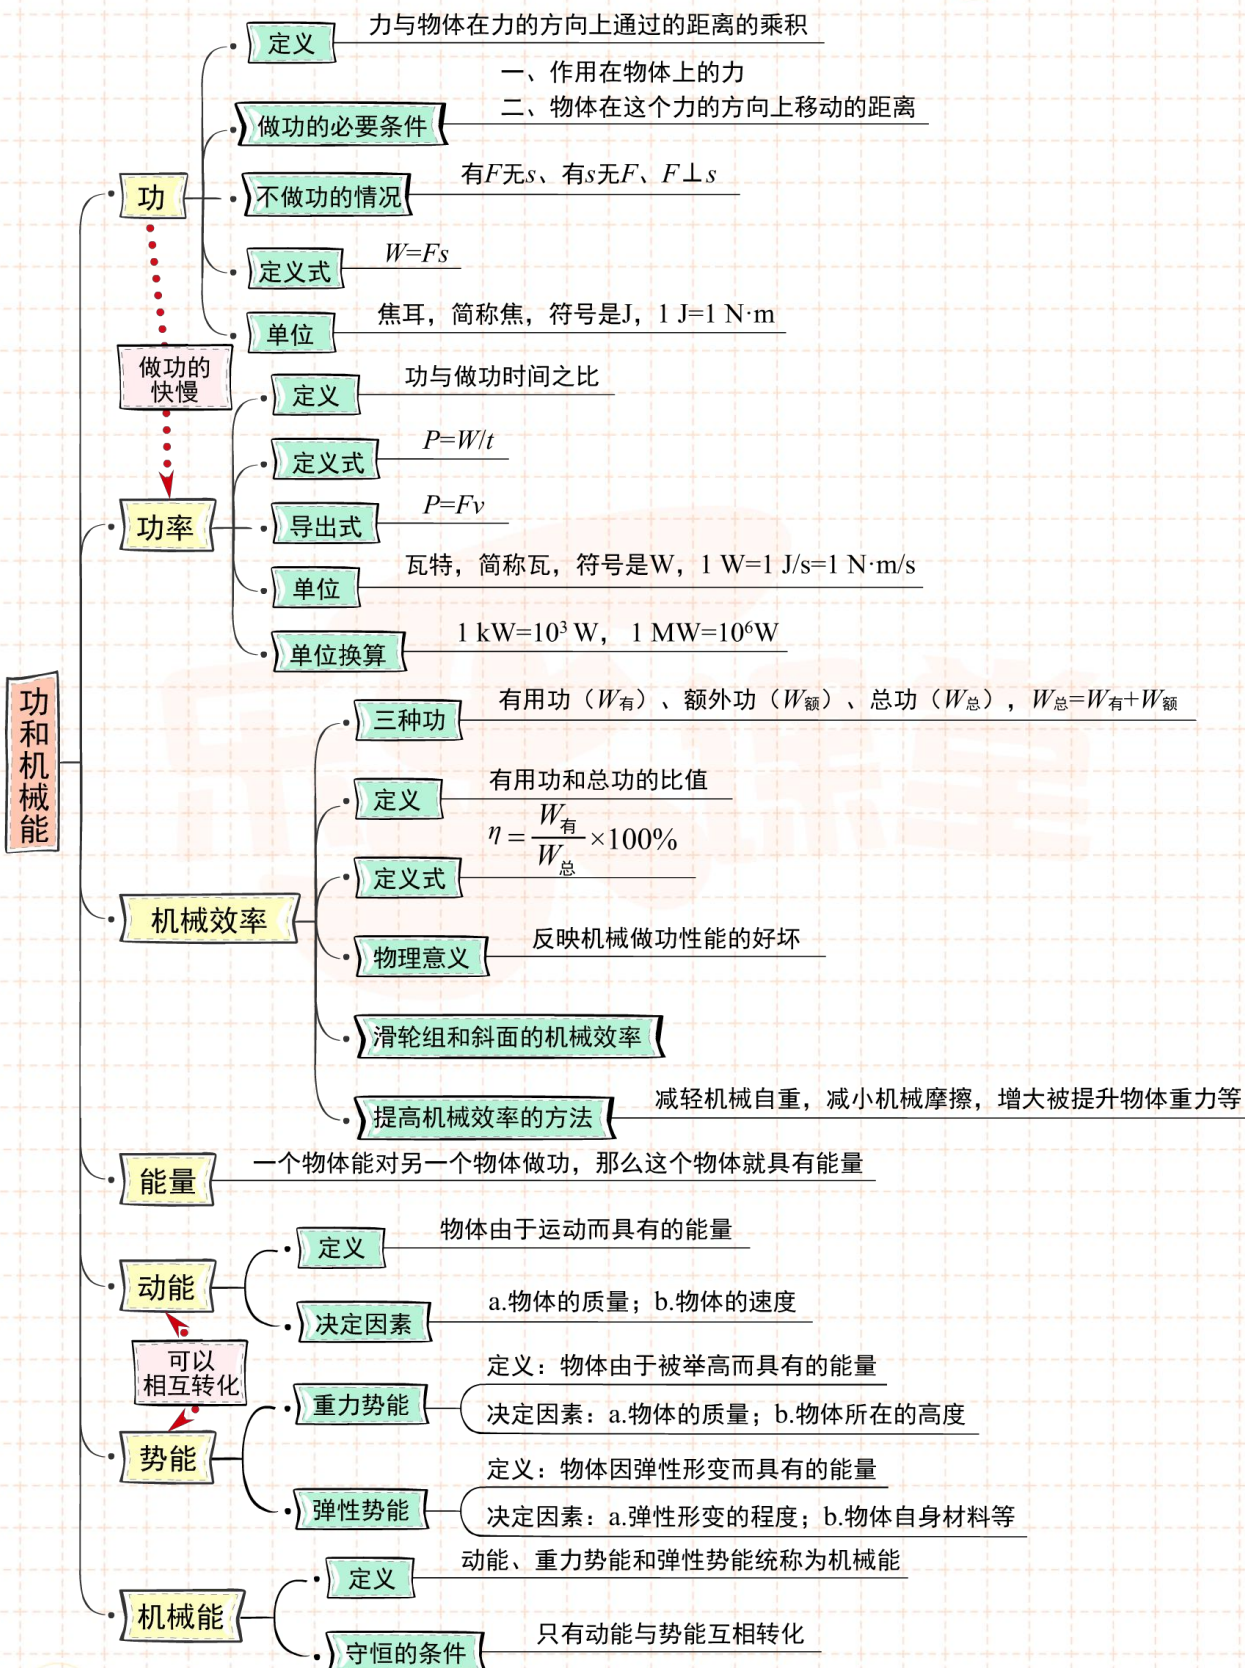 定义
力与物体在力的方向上通过的距离的乘积
一、作用在物体上的力
二、物体在这个力的方向上移动的距离
做功的必要条件
功
不做功的情况
有F无s、有s无F、F⊥s
定义式
W=Fs
单位
焦耳，简称焦，符号是J，1 J=1 N·m
做功的
快慢
定义
功与做功时间之比
定义式
P=W/t
功率
导出式
P=Fv
单位
瓦特，简称瓦，符号是W，1 W=1 J/s=1 N·m/s
单位换算
1 kW=10³ W， 1 MW=10⁶W
功和机械能
三种功
有用功（W有）、额外功（W额）、总功（W总），W总=W有+W额
定义
有用功和总功的比值
定义式
η=W有/W总×100%
机械效率
物理意义
反映机械做功性能的好坏
滑轮组和斜面的机械效率
提高机械效率的方法
减轻机械自重，减小机械摩擦，增大被提升物体重力等
能量
一个物体能对另一个物体做功，那么这个物体就具有能量
动能
定义
物体由于运动而具有的能量
决定因素
a.物体的质量；b.物体的速度
可以
相互转化
势能
重力势能
定义：物体由于被举高而具有的能量
决定因素：a.物体的质量；b.物体所在的高度
弹性势能
定义：物体因弹性形变而具有的能量
决定因素：a.弹性形变的程度；b.物体自身材料等
机械能
定义
动能、重力势能和弹性势能统称为机械能
守恒的条件
只有动能与势能互相转化